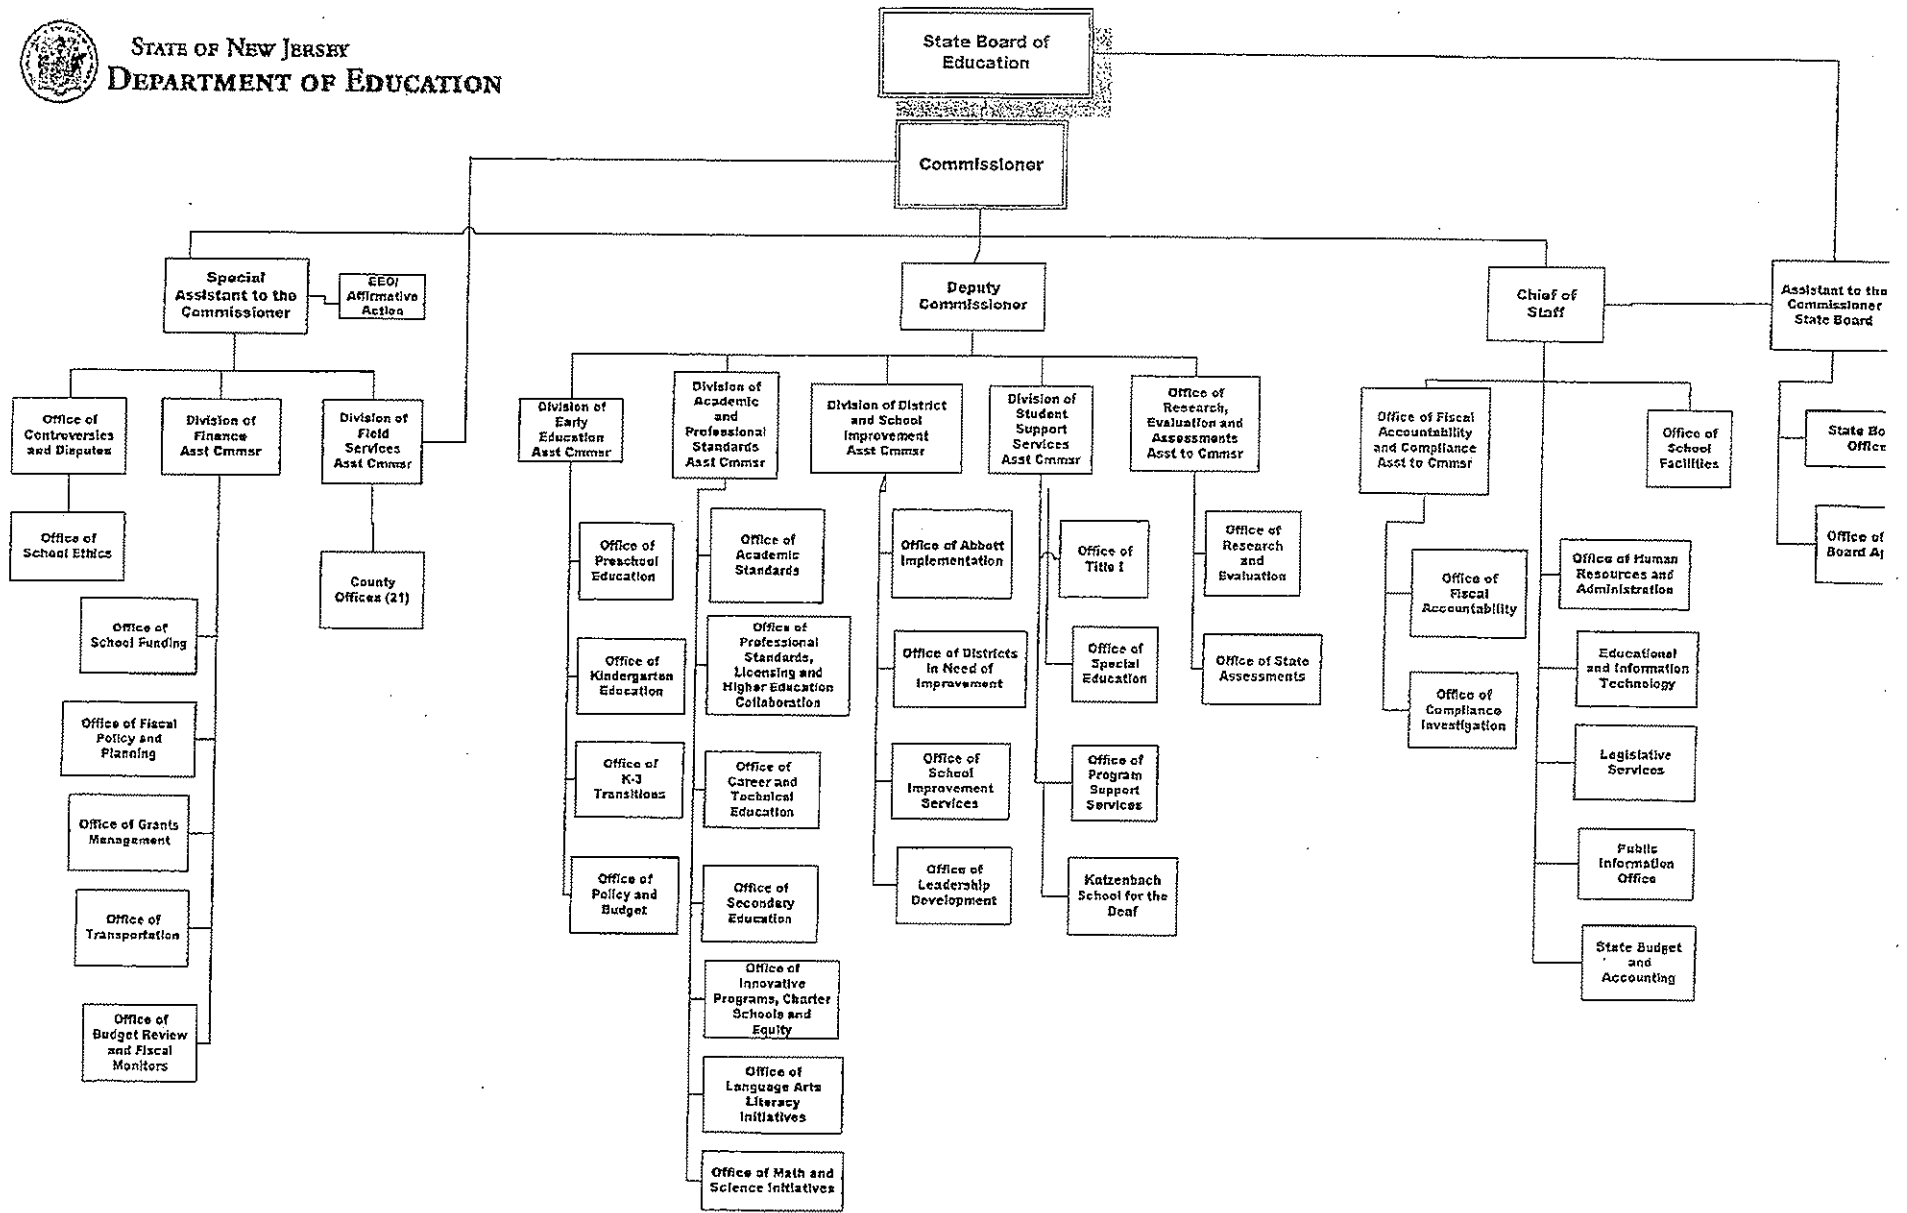 STATE OF NEW JERSEY
DEPARTMENT OF EDUCATION
State Board of
Education
Commissioner
Special
Assistant to the
Commissioner
EEO/
Affirmative
Action
Deputy
Commissioner
Chief of
Staff
Assistant to the
Commissioner
State Board
Office of
Controversies
and Disputes
Division of
Finance
Asst Cmmsr
Division of
Field
Services
Asst Cmmsr
Division of
Early
Education
Asst Cmmsr
Division of
Academic
and
Professional
Standards
Asst Cmmsr
Division of District
and School
Improvement
Asst Cmmsr
Division of
Student
Support
Services
Asst Cmmsr
Office of
Research,
Evaluation and
Assessments
Asst to Cmmsr
Office of Fiscal
Accountability
and Compliance
Asst to Cmmsr
Office of
School
Facilities
State Bo
Office of
Board Ap
Office of
School Ethics
County
Offices (21)
Office of
School Funding
Office of Fiscal
Policy and
Planning
Office of Grants
Management
Office of
Transportation
Office of
Budget Review
and Fiscal
Monitors
Office of
Preschool
Education
Office of
Kindergarten
Education
Office of
K-3
Transitions
Office of
Policy and
Budget
Office of
Academic
Standards
Office of
Professional
Standards,
Licensing and
Higher Education
Collaboration
Office of
Career and
Technical
Education
Office of
Secondary
Education
Office of
Innovative
Programs, Charter
Schools and
Equity
Office of
Language Arts
Literacy
Initiatives
Office of Math and
Science Initiatives
Office of Abbott
Implementation
Office of Districts
In Need of
Improvement
Office of
School
Improvement
Services
Office of
Leadership
Development
Office of
Title I
Office of
Special
Education
Office of
Program
Support
Services
Katzenbach
School for the
Deaf
Office of
Research
and
Evaluation
Office of State
Assessments
Office of
Fiscal
Accountability
Office of
Compliance
Investigation
Office of Human
Resources and
Administration
Educational
and Information
Technology
Legislative
Services
Public
Information
Office
State Budget
and
Accounting